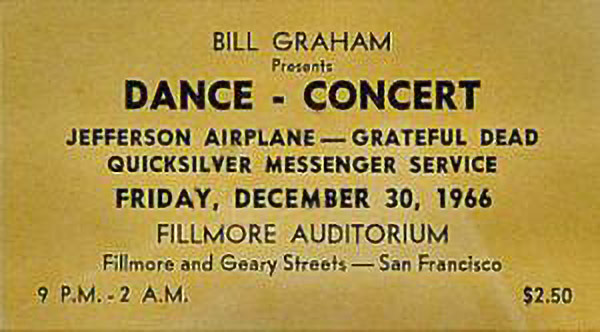 BILL GRAHAM
Presents
DANCE - CONCERT
JEFFERSON AIRPLANE — GRATEFUL DEAD
QUICKSILVER MESSENGER SERVICE
FRIDAY, DECEMBER 30, 1966
FILLMORE AUDITORIUM
Fillmore and Geary Streets — San Francisco
9 P.M. - 2 A.M. $2.50